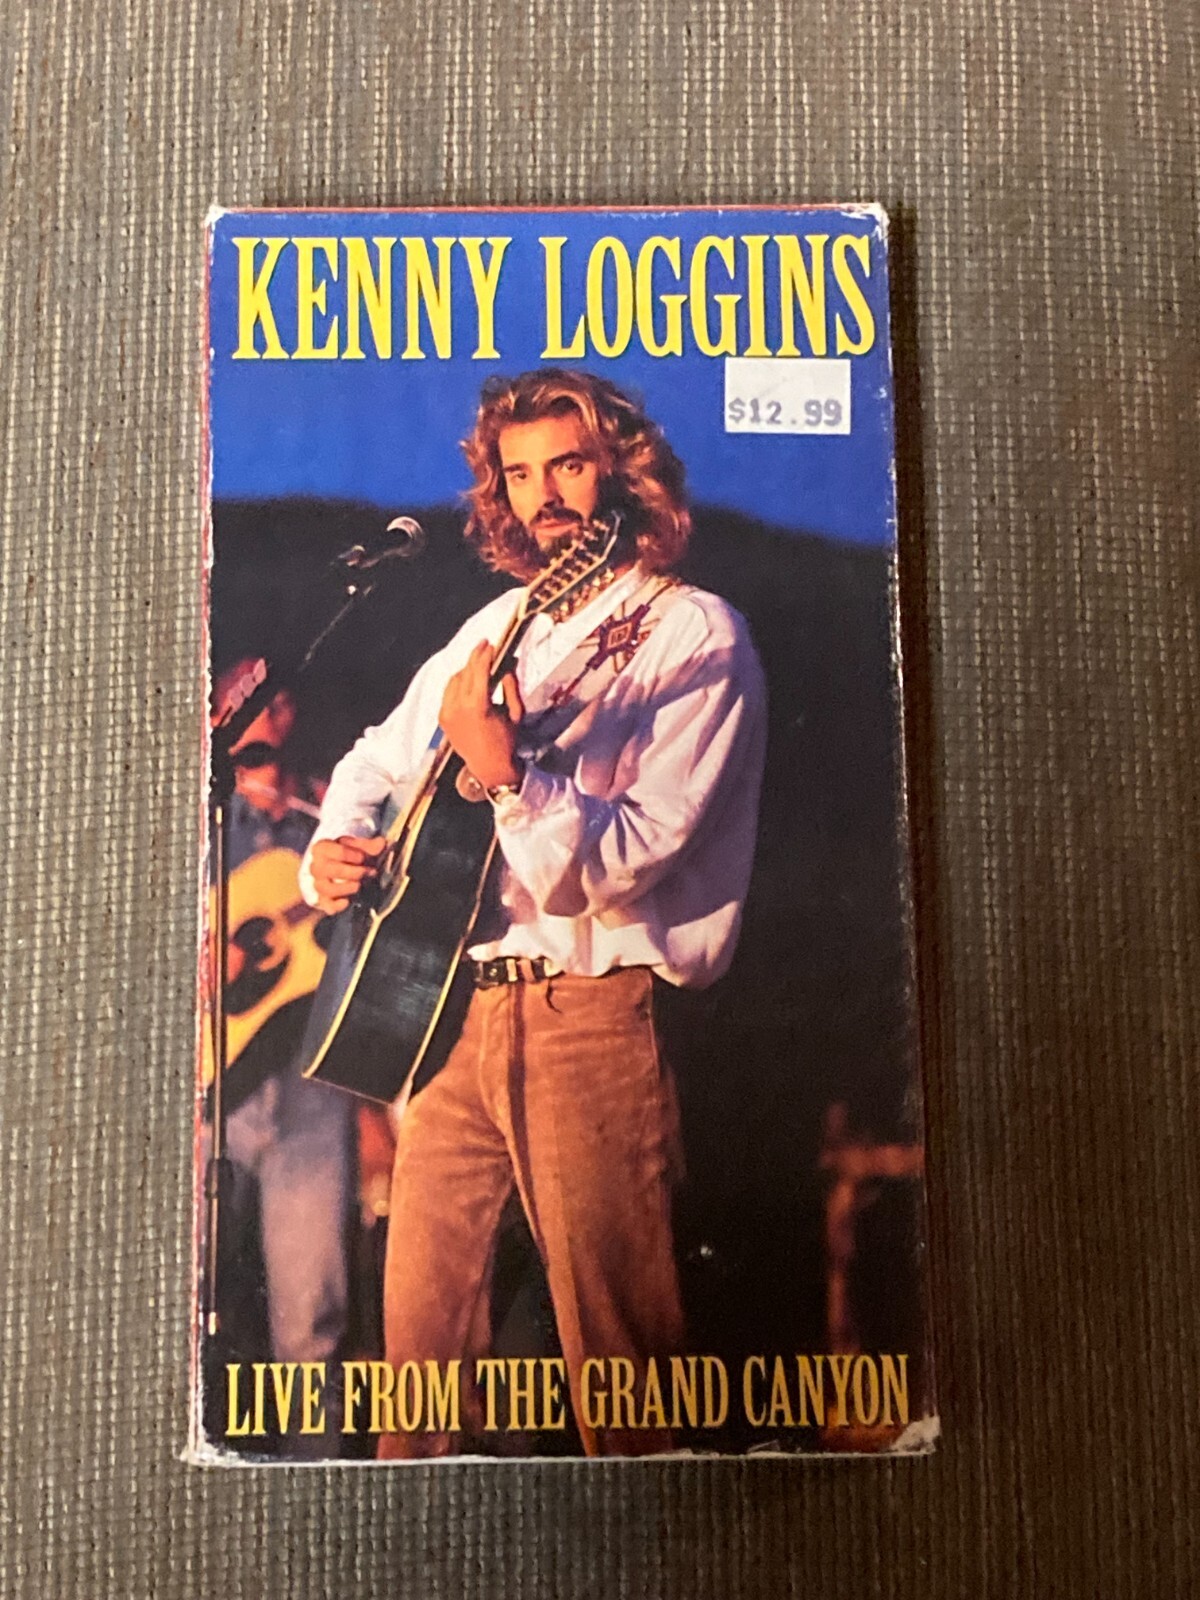 KENNY LOGGINS
$12.99
LIVE FROM THE GRAND CANYON